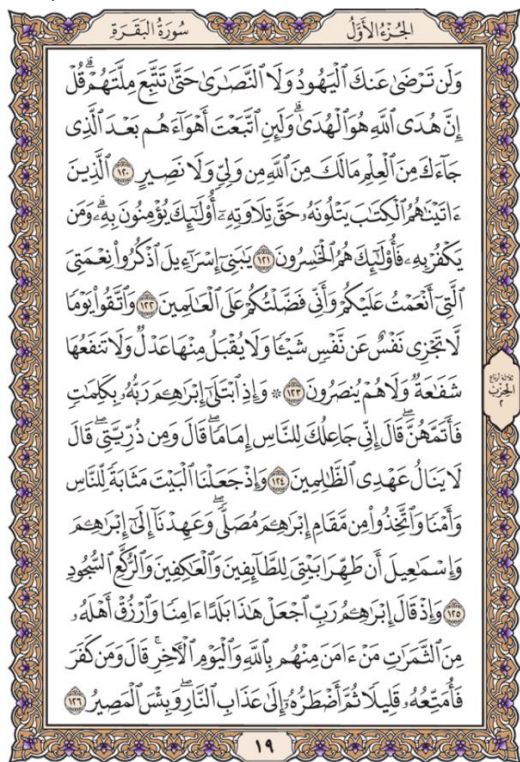 الجُزْءُ الأَوَّلُ
سُورَةُ البَقَرَةِ
وَلَن تَرْضَىٰ عَنكَ ٱلْيَهُودُ وَلَا ٱلنَّصَـٰرَىٰ حَتَّىٰ تَتَّبِعَ مِلَّتَهُمْ ۗ قُلْ
إِنَّ هُدَى ٱللَّهِ هُوَ ٱلْهُدَىٰ ۗ وَلَئِنِ ٱتَّبَعْتَ أَهْوَآءَهُم بَعْدَ ٱلَّذِى
جَآءَكَ مِنَ ٱلْعِلْمِ مَا لَكَ مِنَ ٱللَّهِ مِن وَلِىٍّ وَلَا نَصِيرٍ ١٢٠ ٱلَّذِينَ
ءَاتَيْنَـٰهُمُ ٱلْكِتَـٰبَ يَتْلُونَهُۥ حَقَّ تِلَاوَتِهِۦٓ أُو۟لَـٰٓئِكَ يُؤْمِنُونَ بِهِۦ ۗ وَمَن
يَكْفُرْ بِهِۦ فَأُو۟لَـٰٓئِكَ هُمُ ٱلْخَـٰسِرُونَ ١٢١ يَـٰبَنِىٓ إِسْرَٰٓءِيلَ ٱذْكُرُوا۟ نِعْمَتِىَ
ٱلَّتِىٓ أَنْعَمْتُ عَلَيْكُمْ وَأَنِّى فَضَّلْتُكُمْ عَلَى ٱلْعَـٰلَمِينَ ١٢٢ وَٱتَّقُوا۟ يَوْمًا
لَّا تَجْزِى نَفْسٌ عَن نَّفْسٍ شَيْـًٔا وَلَا يُقْبَلُ مِنْهَا عَدْلٌ وَلَا تَنفَعُهَا
شَفَـٰعَةٌ وَلَا هُمْ يُنصَرُونَ ١٢٣ ۞ وَإِذِ ٱبْتَلَىٰٓ إِبْرَٰهِـۧمَ رَبُّهُۥ بِكَلِمَـٰتٍ
فَأَتَمَّهُنَّ ۖ قَالَ إِنِّى جَاعِلُكَ لِلنَّاسِ إِمَامًا ۖ قَالَ وَمِن ذُرِّيَّتِى ۖ قَالَ
لَا يَنَالُ عَهْدِى ٱلظَّـٰلِمِينَ ١٢٤ وَإِذْ جَعَلْنَا ٱلْبَيْتَ مَثَابَةً لِّلنَّاسِ
وَأَمْنًا وَٱتَّخِذُوا۟ مِن مَّقَامِ إِبْرَٰهِـۧمَ مُصَلًّى ۖ وَعَهِدْنَآ إِلَىٰٓ إِبْرَٰهِـۧمَ
وَإِسْمَـٰعِيلَ أَن طَهِّرَا بَيْتِىَ لِلطَّآئِفِينَ وَٱلْعَـٰكِفِينَ وَٱلرُّكَّعِ ٱلسُّجُودِ
١٢٥ وَإِذْ قَالَ إِبْرَٰهِـۧمُ رَبِّ ٱجْعَلْ هَـٰذَا بَلَدًا ءَامِنًا وَٱرْزُقْ أَهْلَهُۥ
مِنَ ٱلثَّمَرَٰتِ مَنْ ءَامَنَ مِنْهُم بِٱللَّهِ وَٱلْيَوْمِ ٱلْـَٔاخِرِ ۖ قَالَ وَمَن كَفَرَ
فَأُمَتِّعُهُۥ قَلِيلًا ثُمَّ أَضْطَرُّهُۥٓ إِلَىٰ عَذَابِ ٱلنَّارِ ۖ وَبِئْسَ ٱلْمَصِيرُ ١٢٦
ثلاثة أرباع
الحزب
٢
١٩